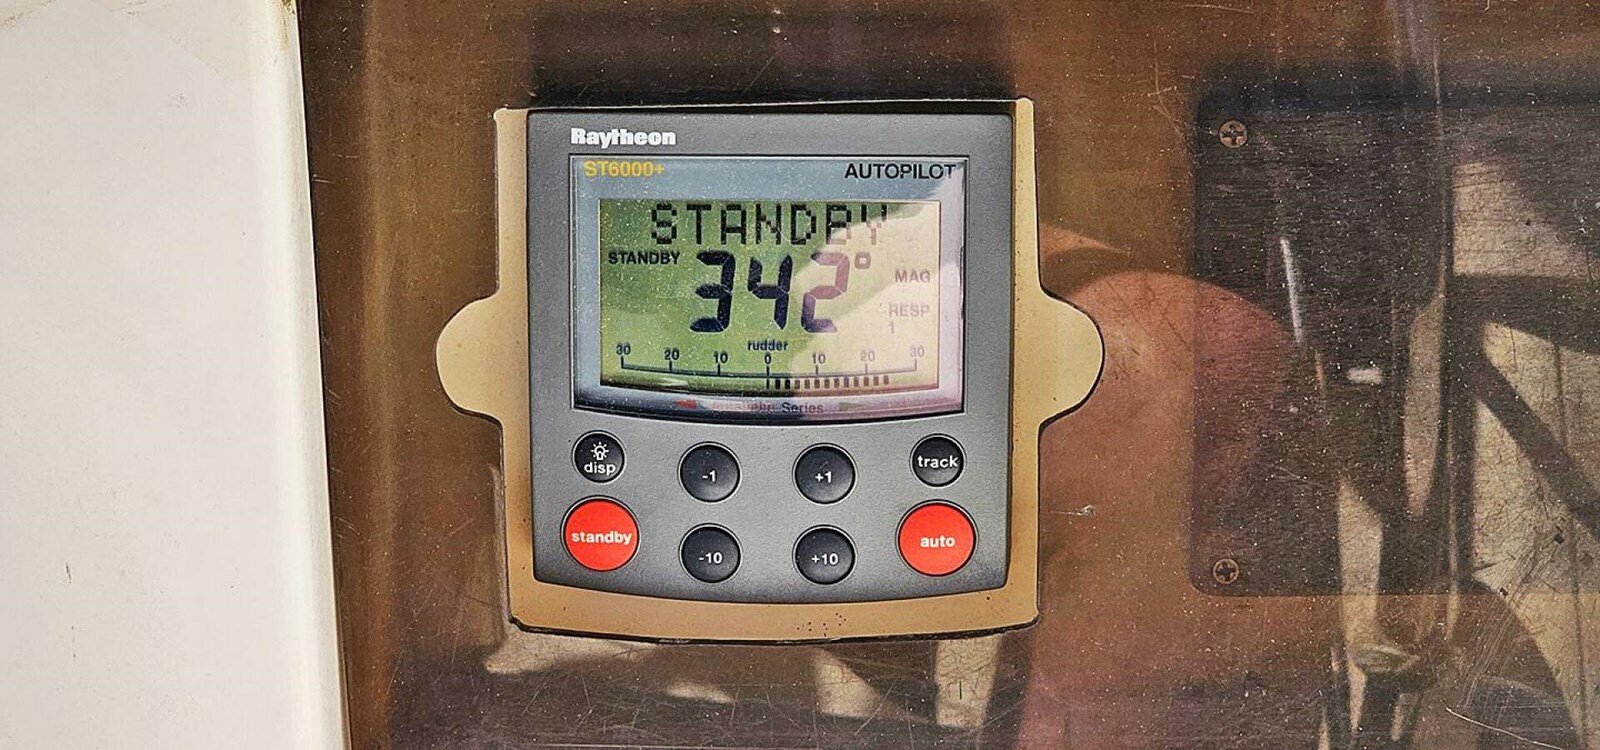 Raytheon
ST6000+ AUTOPILOT
STANDBY
STANDBY 342° MAG
RESP
1
rudder
30 20 10 0 10 20 30
Series
disp -1 +1 track
standby -10 +10 auto